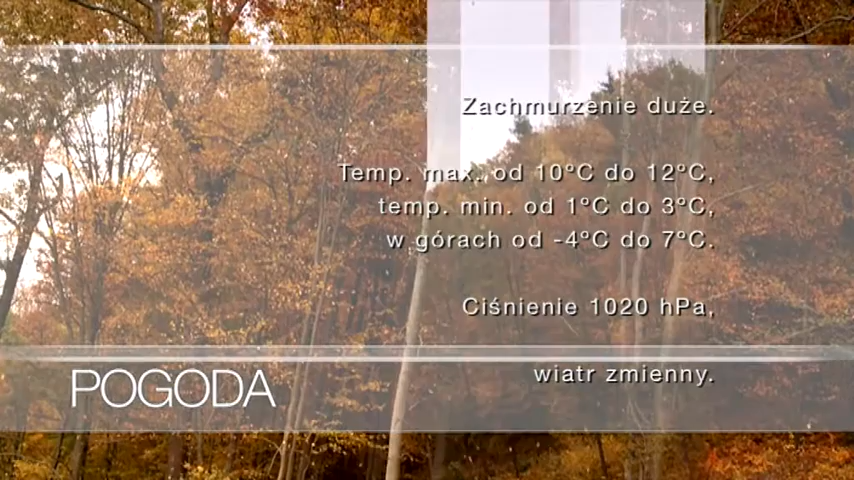 Zachmurzenie duże.
Temp. max. od 10°C do 12°C,
temp. min. od 1°C do 3°C,
w górach od -4°C do 7°C.
Ciśnienie 1020 hPa,
wiatr zmienny.
POGODA